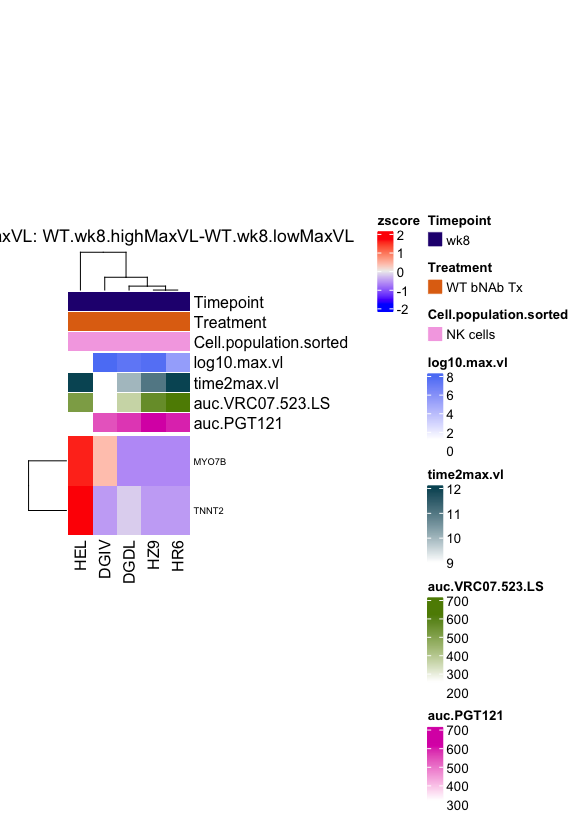 axVL: WT.wk8.highMaxVL-WT.wk8.lowMaxVL
Timepoint
Treatment
Cell.population.sorted
log10.max.vl
time2max.vl
auc.VRC07.523.LS
auc.PGT121
MYO7B
TNNT2
HEL
DGIV
DGDL
HZ9
HR6
zscore
2
1
0
-1
-2
Timepoint
wk8
Treatment
WT bNAb Tx
Cell.population.sorted
NK cells
log10.max.vl
8
6
4
2
0
time2max.vl
12
11
10
9
auc.VRC07.523.LS
700
600
500
400
300
200
auc.PGT121
700
600
500
400
300